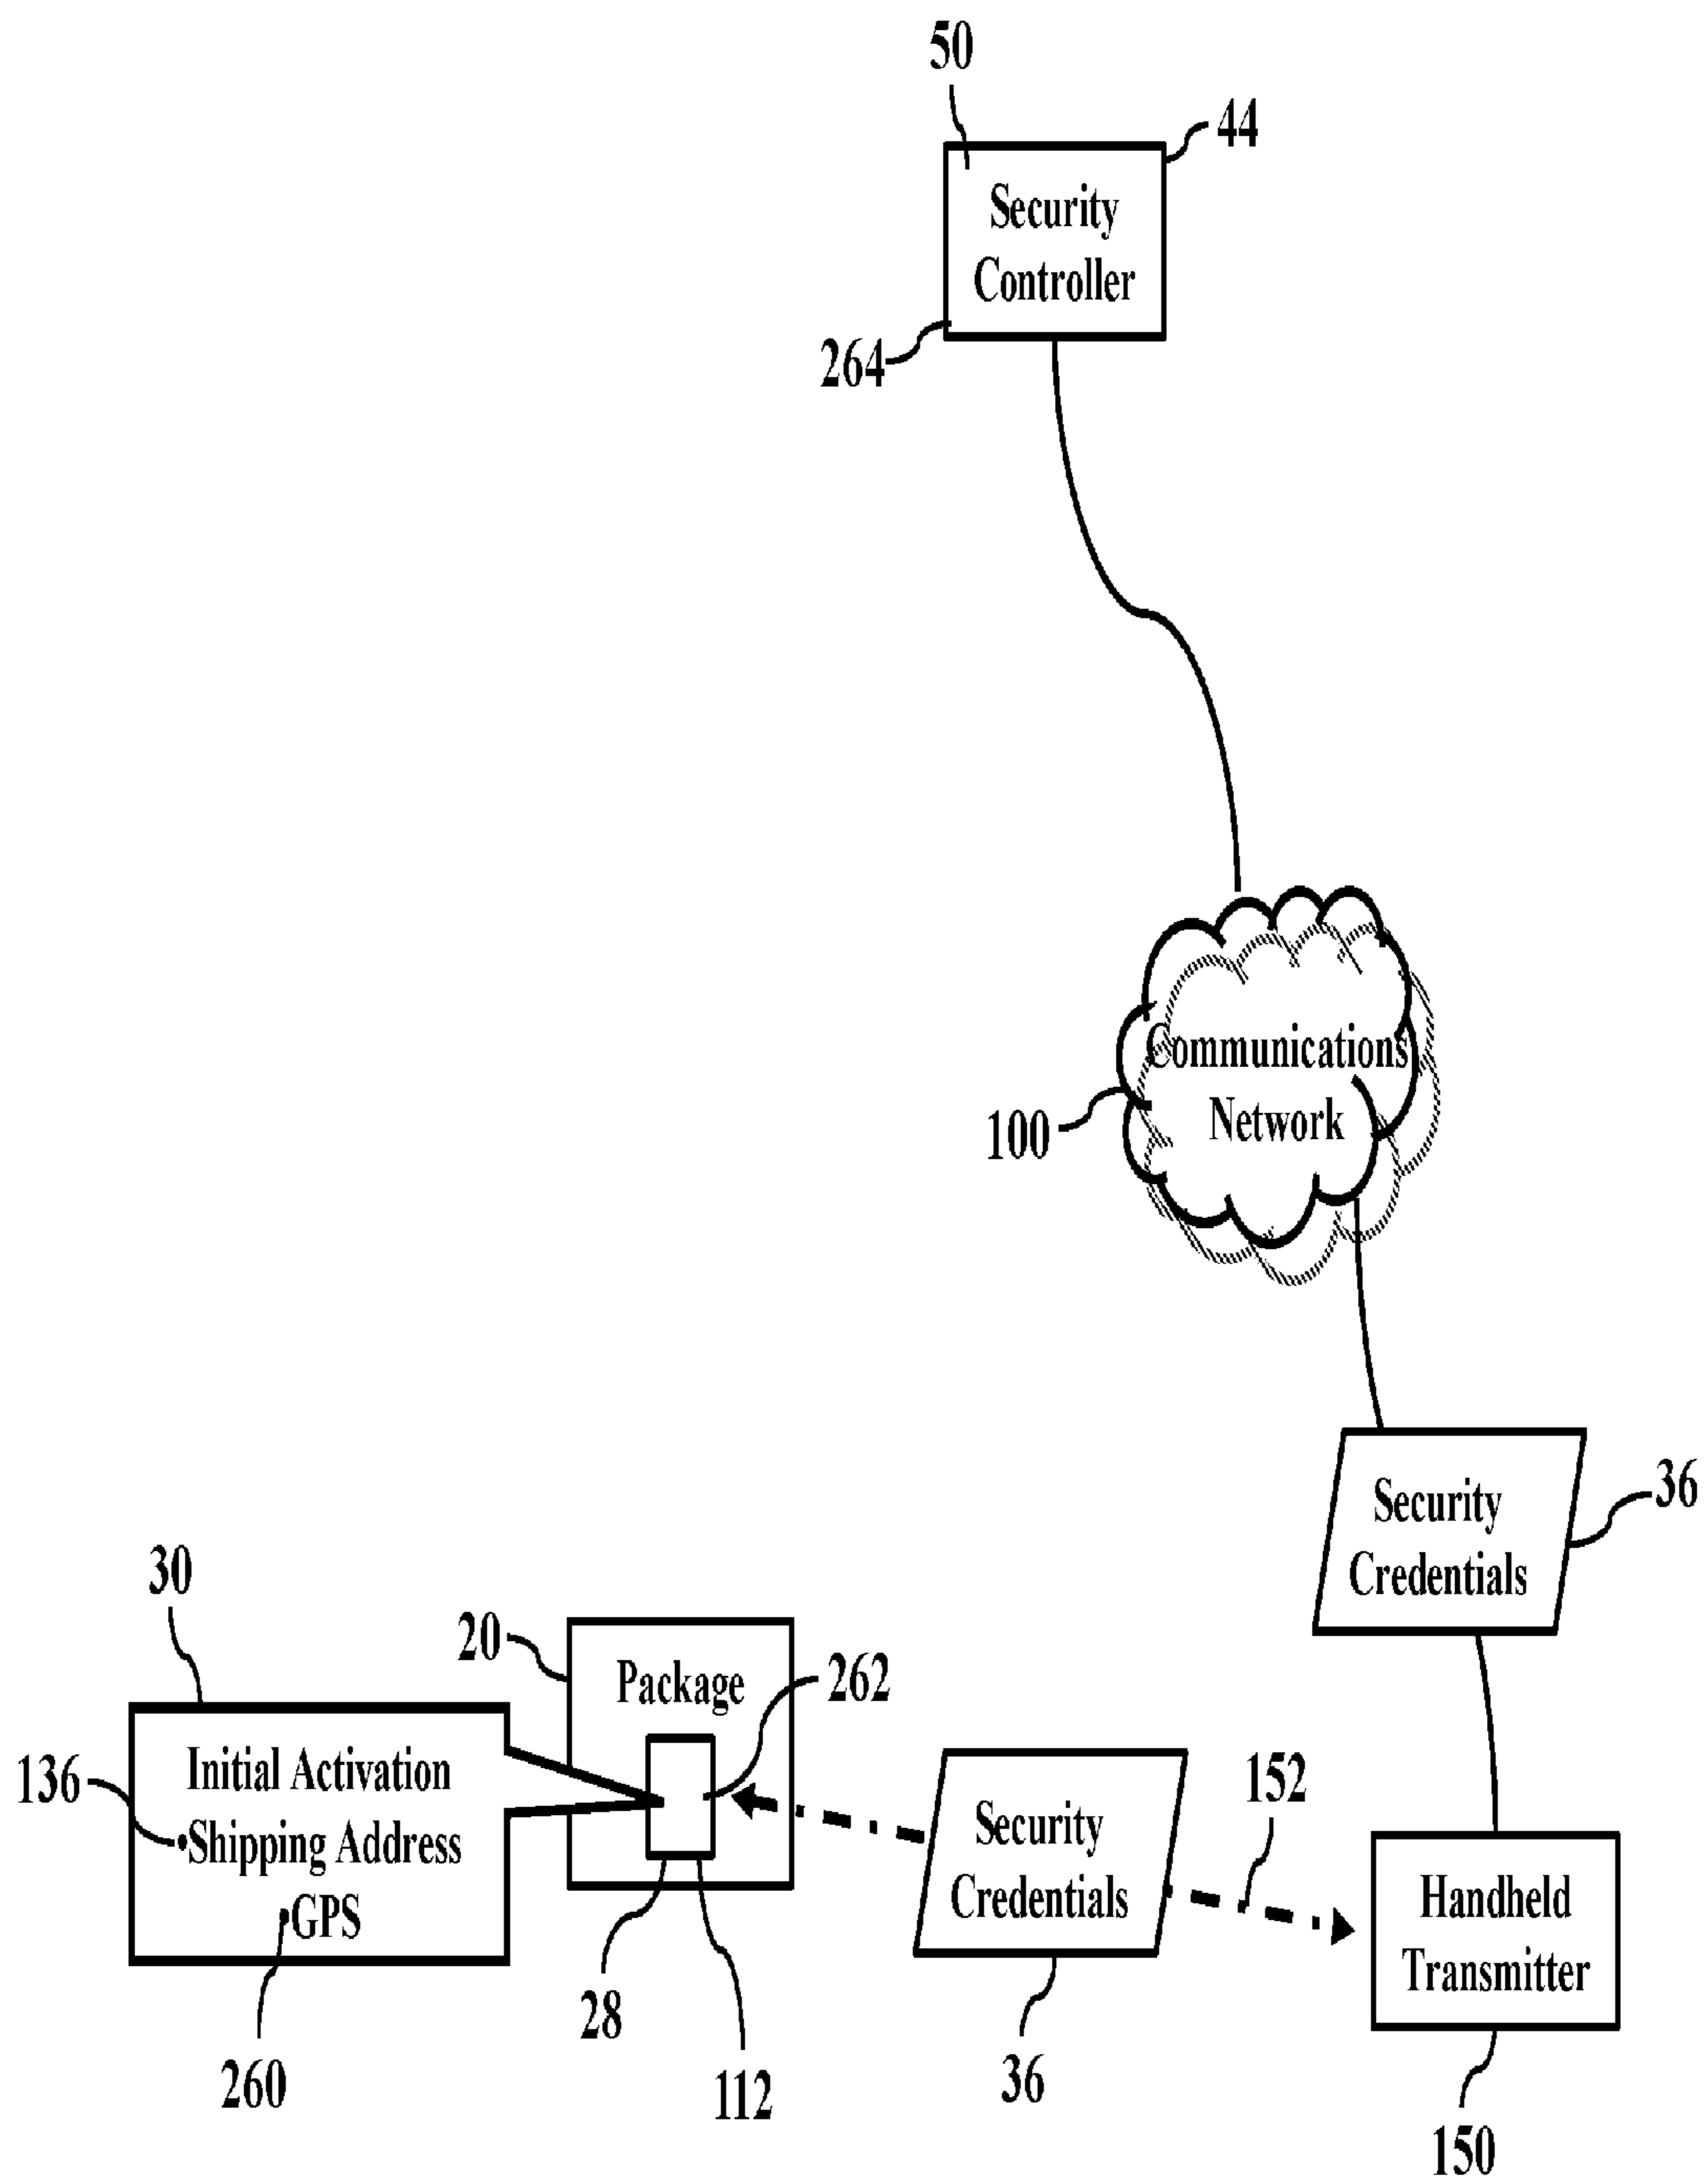 50
44
Security
Controller
264
Communications
Network
100
Security
Credentials
36
30
20
Package
262
136
Initial Activation
•Shipping Address
•GPS
Security
Credentials
152
Handheld
Transmitter
28
260
112
36
150